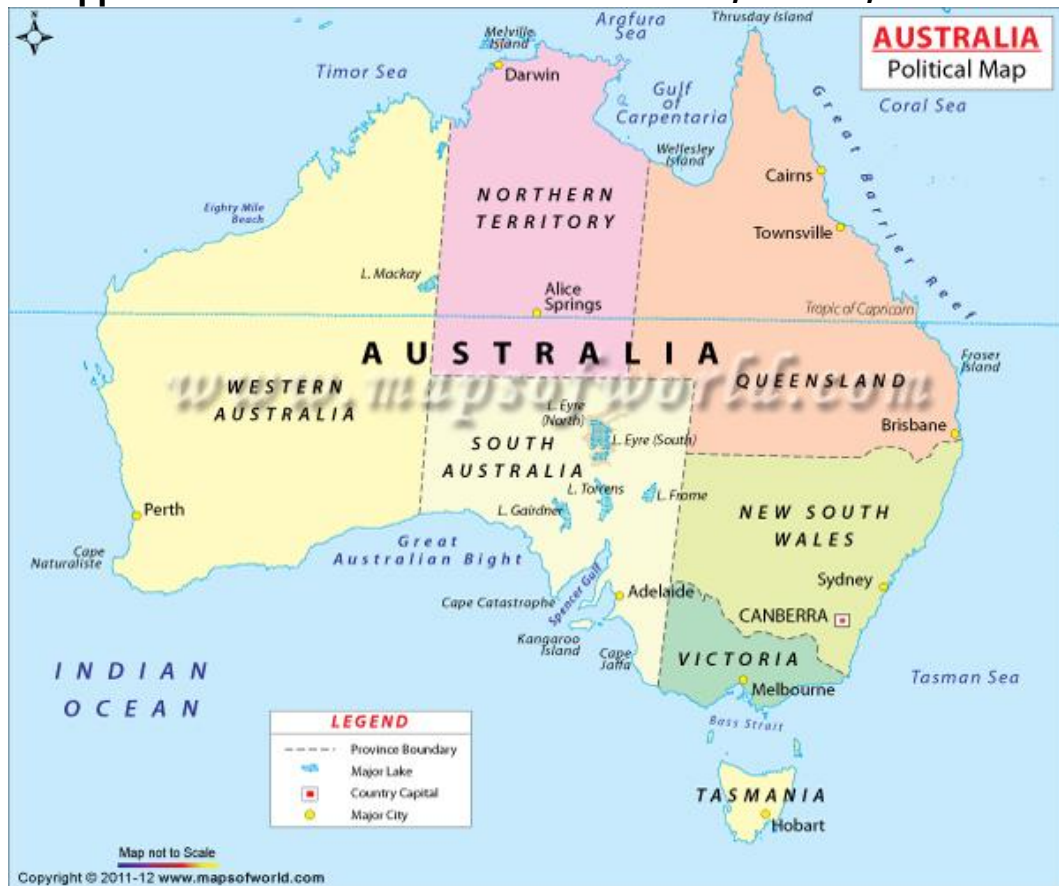 N
Melville
Island
Arafura
Sea
Thrusday Island
AUSTRALIA
Political Map
Timor Sea
Darwin
Gulf
of
Carpentaria
Coral Sea
Great Barrier Reef
Wellesley
Island
Cairns
NORTHERN
TERRITORY
Eighty Mile
Beach
Townsville
L. Mackay
Alice
Springs
Tropic of Capricorn
AUSTRALIA
Fraser
Island
www.mapsofworld.com
WESTERN
AUSTRALIA
QUEENSLAND
L. Eyre
(North)
L. Eyre (South)
Brisbane
SOUTH
AUSTRALIA
L. Torrens
L. Frome
L. Gairdner
Perth
NEW SOUTH
WALES
Great
Australian Bight
Cape
Naturaliste
Sydney
Spencer Gulf
Adelaide
Cape Catastrophe
CANBERRA
Kangaroo
Island
Cape
Jaffa
VICTORIA
INDIAN
OCEAN
Melbourne
Tasman Sea
Bass Strait
LEGEND
Province Boundary
Major Lake
Country Capital
Major City
TASMANIA
Hobart
Map not to Scale
Copyright © 2011-12 www.mapsofworld.com